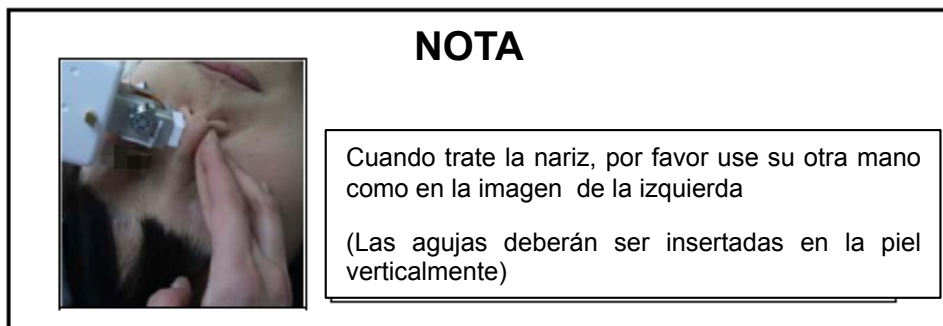 NOTA
Cuando trate la nariz, por favor use su otra mano
como en la imagen de la izquierda
(Las agujas deberán ser insertadas en la piel
verticalmente)